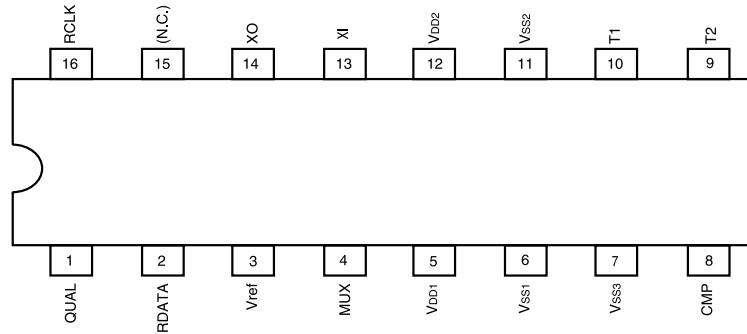 RCLK (N.C.) XO XI VDD2 VSS2 T1 T2
16 15 14 13 12 11 10 9
1 2 3 4 5 6 7 8
QUAL RDATA Vref MUX VDD1 VSS1 VSS3 CMP